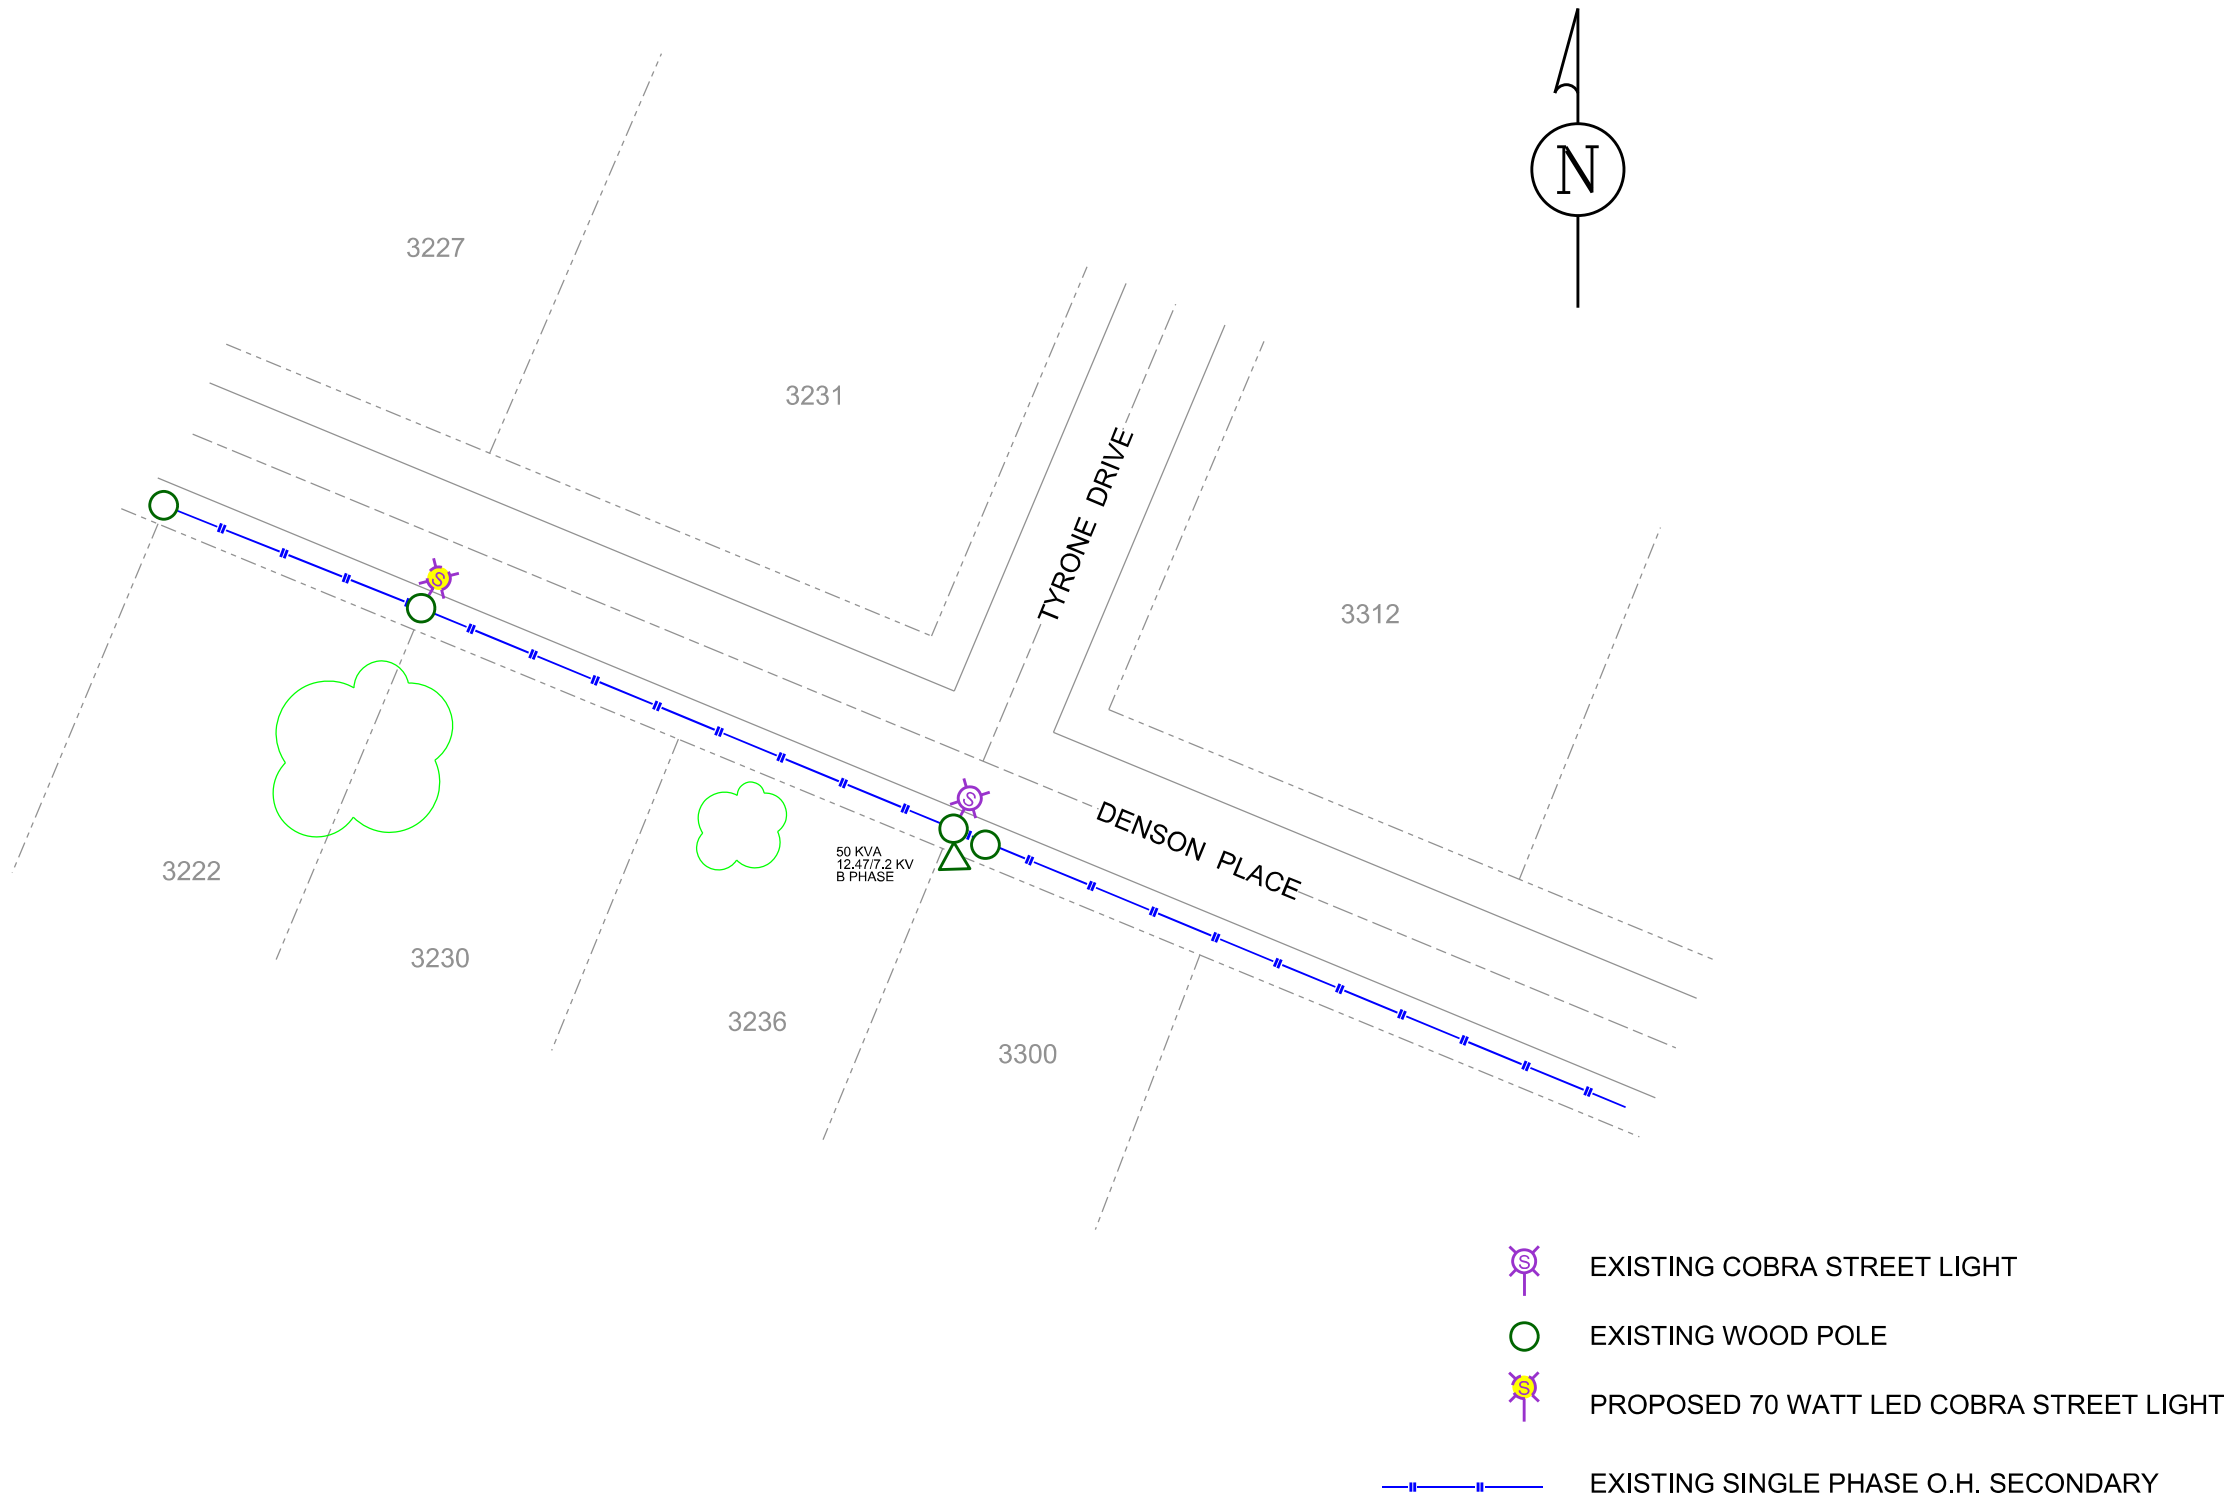 N
3227
3231
TYRONE DRIVE
3312
S
S
DENSON PLACE
50 KVA
12.47/7.2 KV
B PHASE
3222
3230
3236
3300
S EXISTING COBRA STREET LIGHT
EXISTING WOOD POLE
S PROPOSED 70 WATT LED COBRA STREET LIGHT
EXISTING SINGLE PHASE O.H. SECONDARY